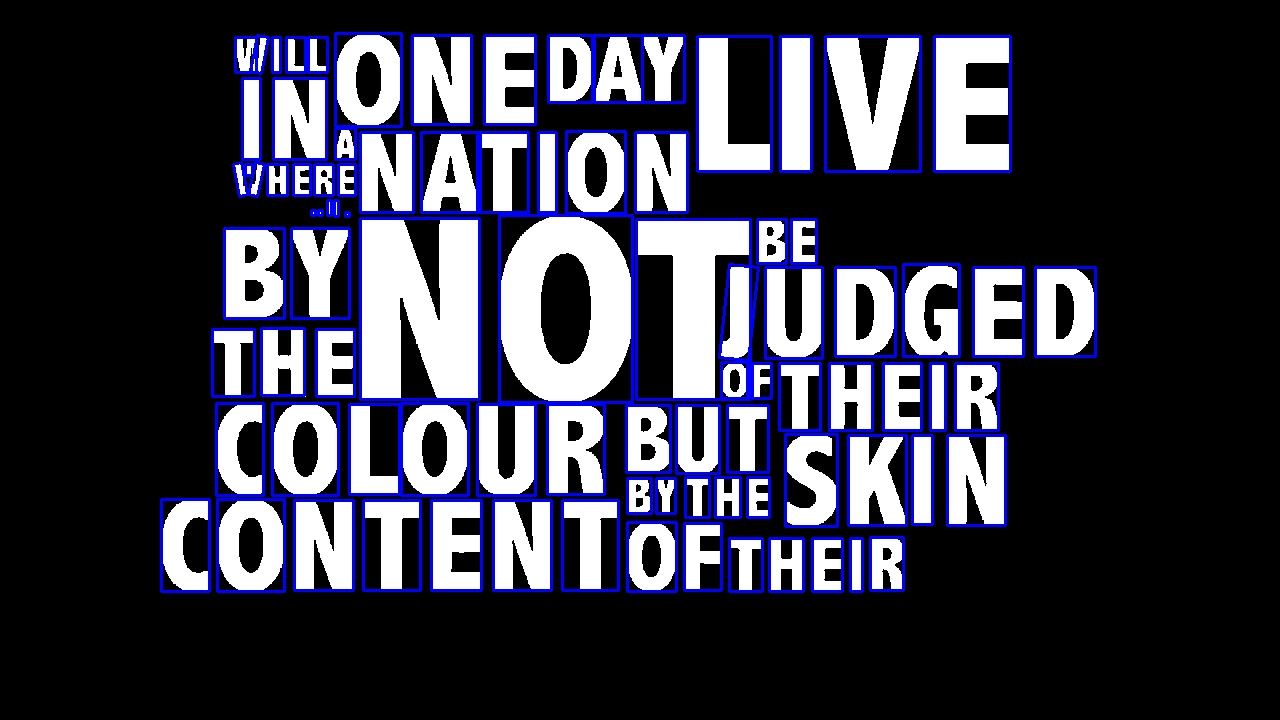 WILL ONE DAY LIVE
IN A NATION
WHERE
NOT BE
BY JUDGED
THE OF THEIR
COLOUR BUT SKIN
BY THE
CONTENT OF THEIR